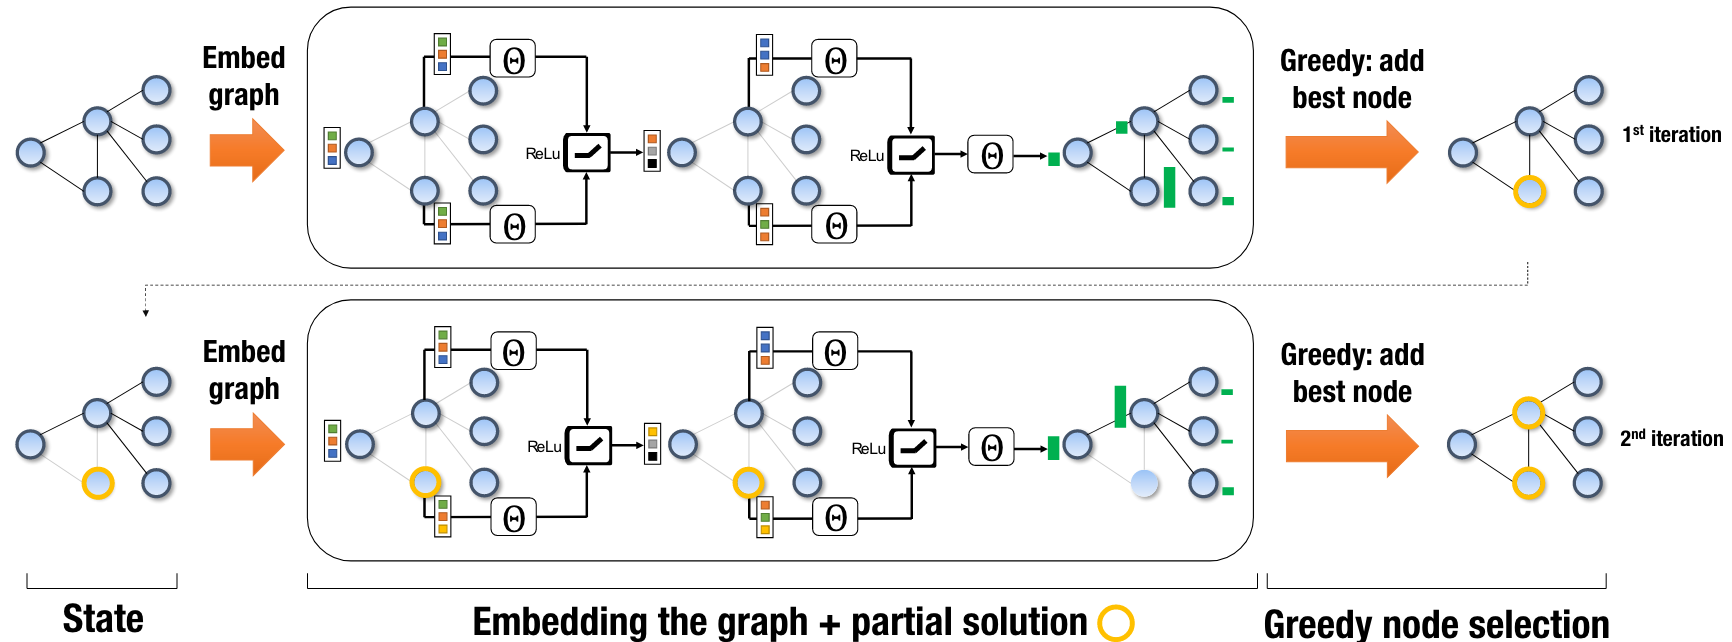 Embed
graph
Θ
Θ
ReLu
Θ
Θ
ReLu
Θ
Greedy: add
best node
1st iteration
Embed
graph
Θ
Θ
ReLu
Θ
Θ
ReLu
Θ
Greedy: add
best node
2nd iteration
State
Embedding the graph + partial solution
Greedy node selection